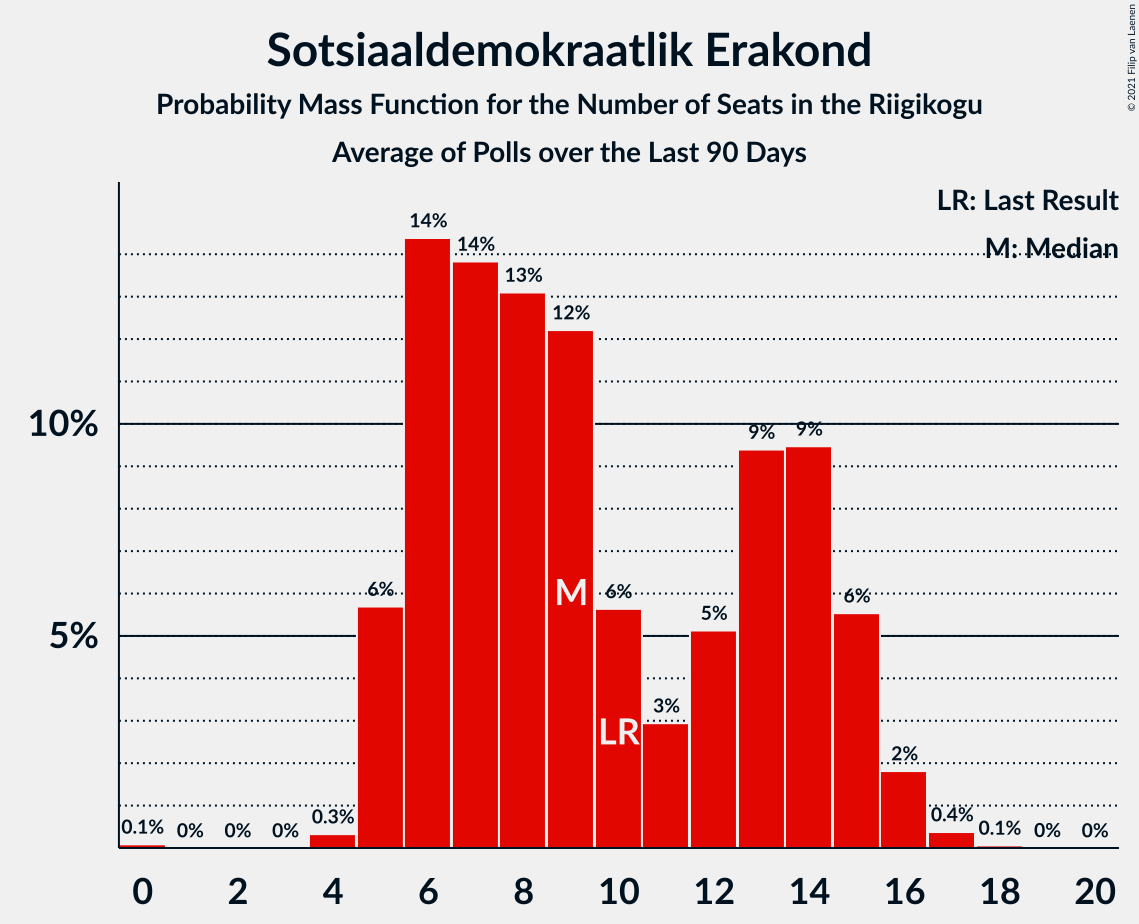 Sotsiaaldemokraatlik Erakond
Probability Mass Function for the Number of Seats in the Riigikogu
Average of Polls over the Last 90 Days
© 2021 Filip van Laenen
LR: Last Result
M: Median
14%
14%
13%
12%
10%
9%
9%
6%
M
6%
6%
5%
5%
3%
LR
2%
0.1%
0%
0%
0%
0.3%
0.4%
0.1%
0%
0%
0 2 4 6 8 10 12 14 16 18 20